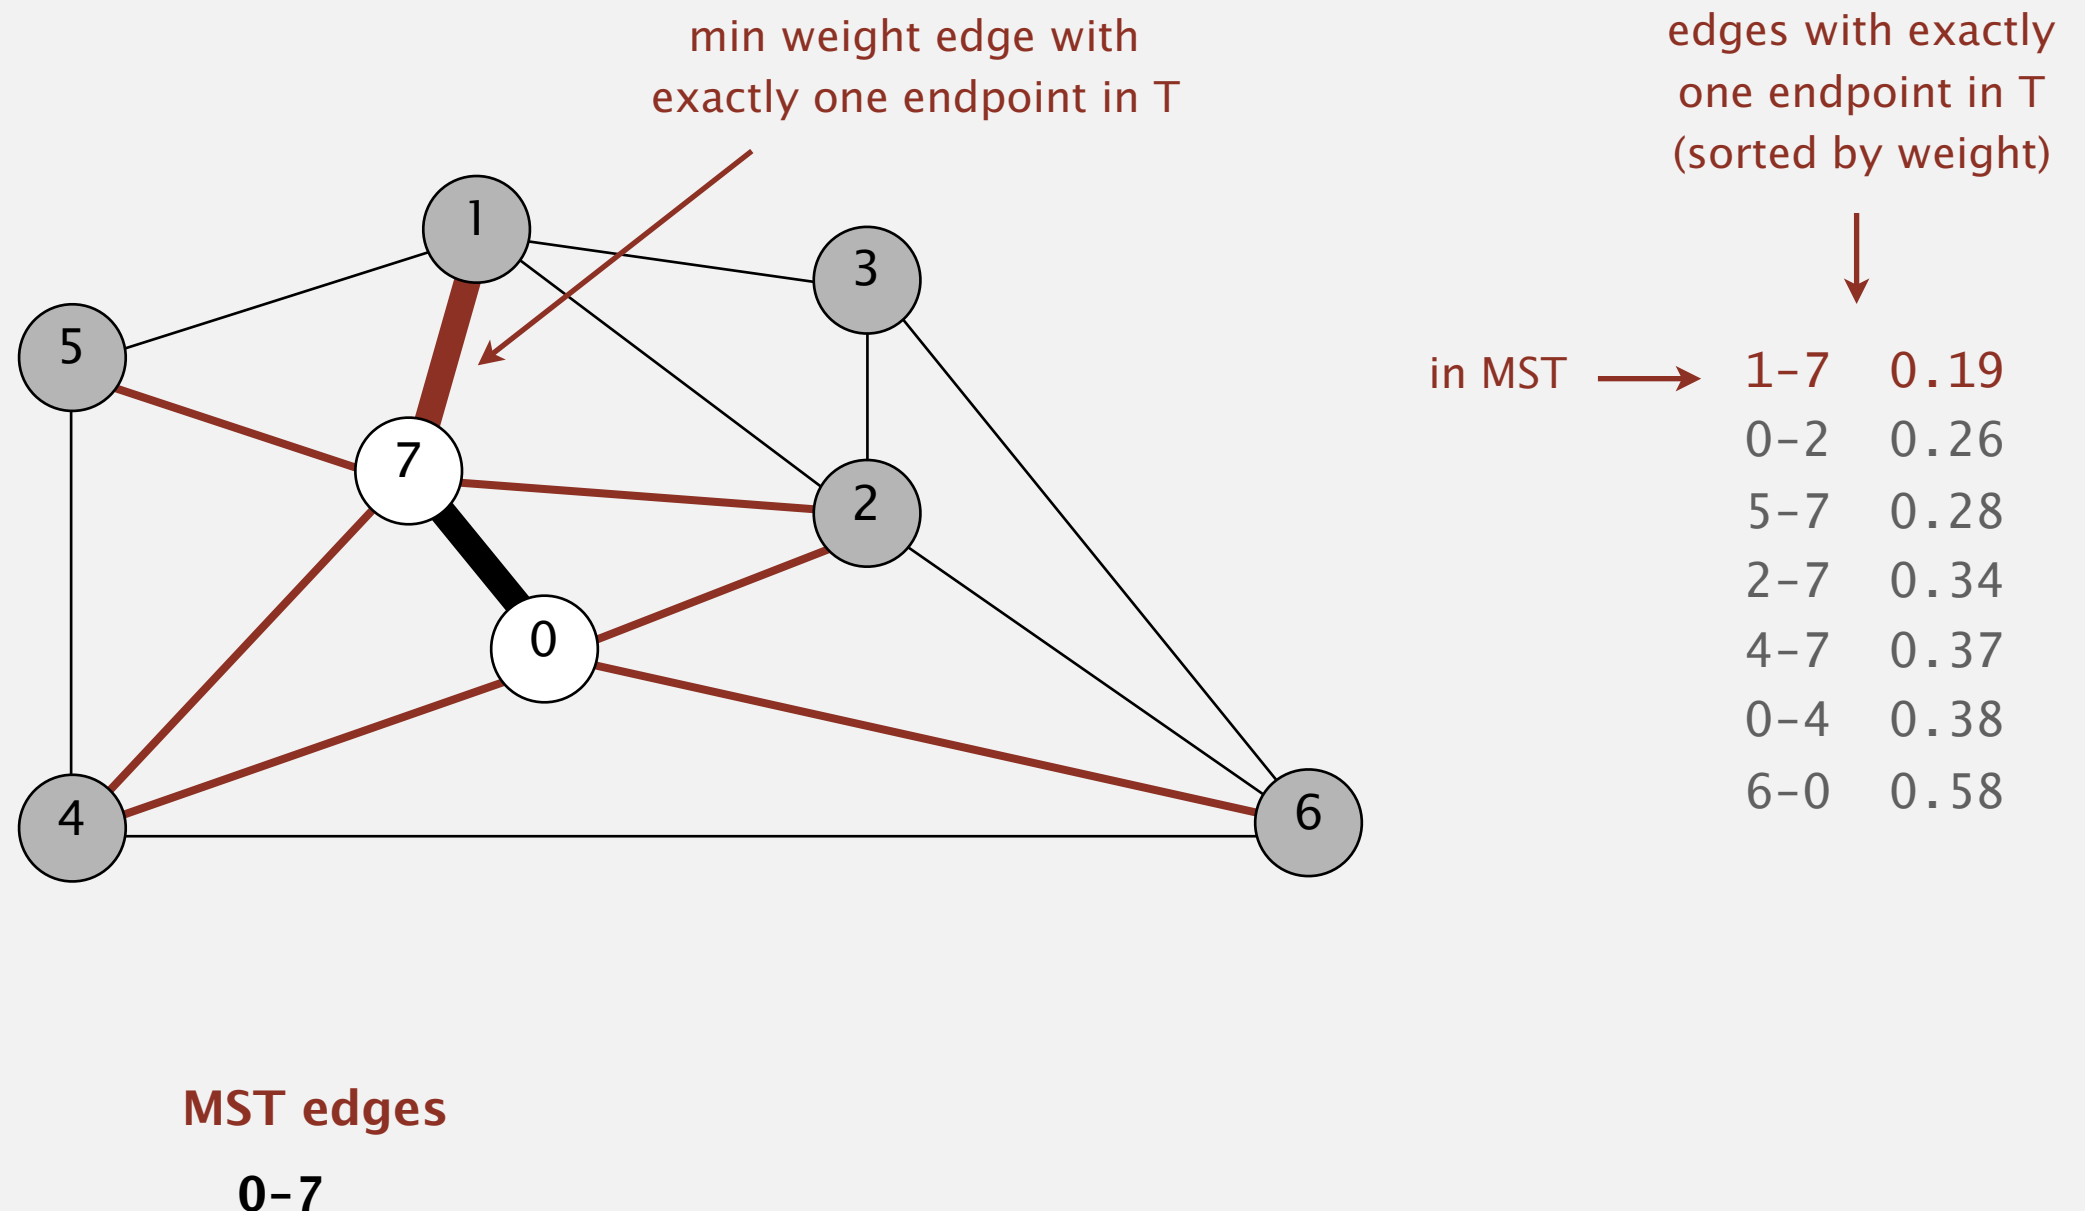 min weight edge with
exactly one endpoint in T
edges with exactly
one endpoint in T
(sorted by weight)
1
3
5
7
2
0
4
6
in MST
1-7 0.19
0-2 0.26
5-7 0.28
2-7 0.34
4-7 0.37
0-4 0.38
6-0 0.58
MST edges
0-7